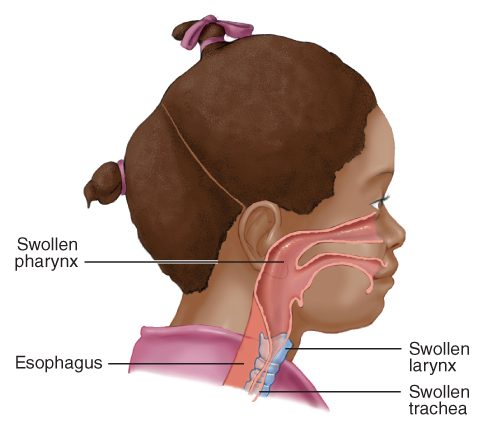 Swollen
pharynx
Esophagus
Swollen
larynx
Swollen
trachea